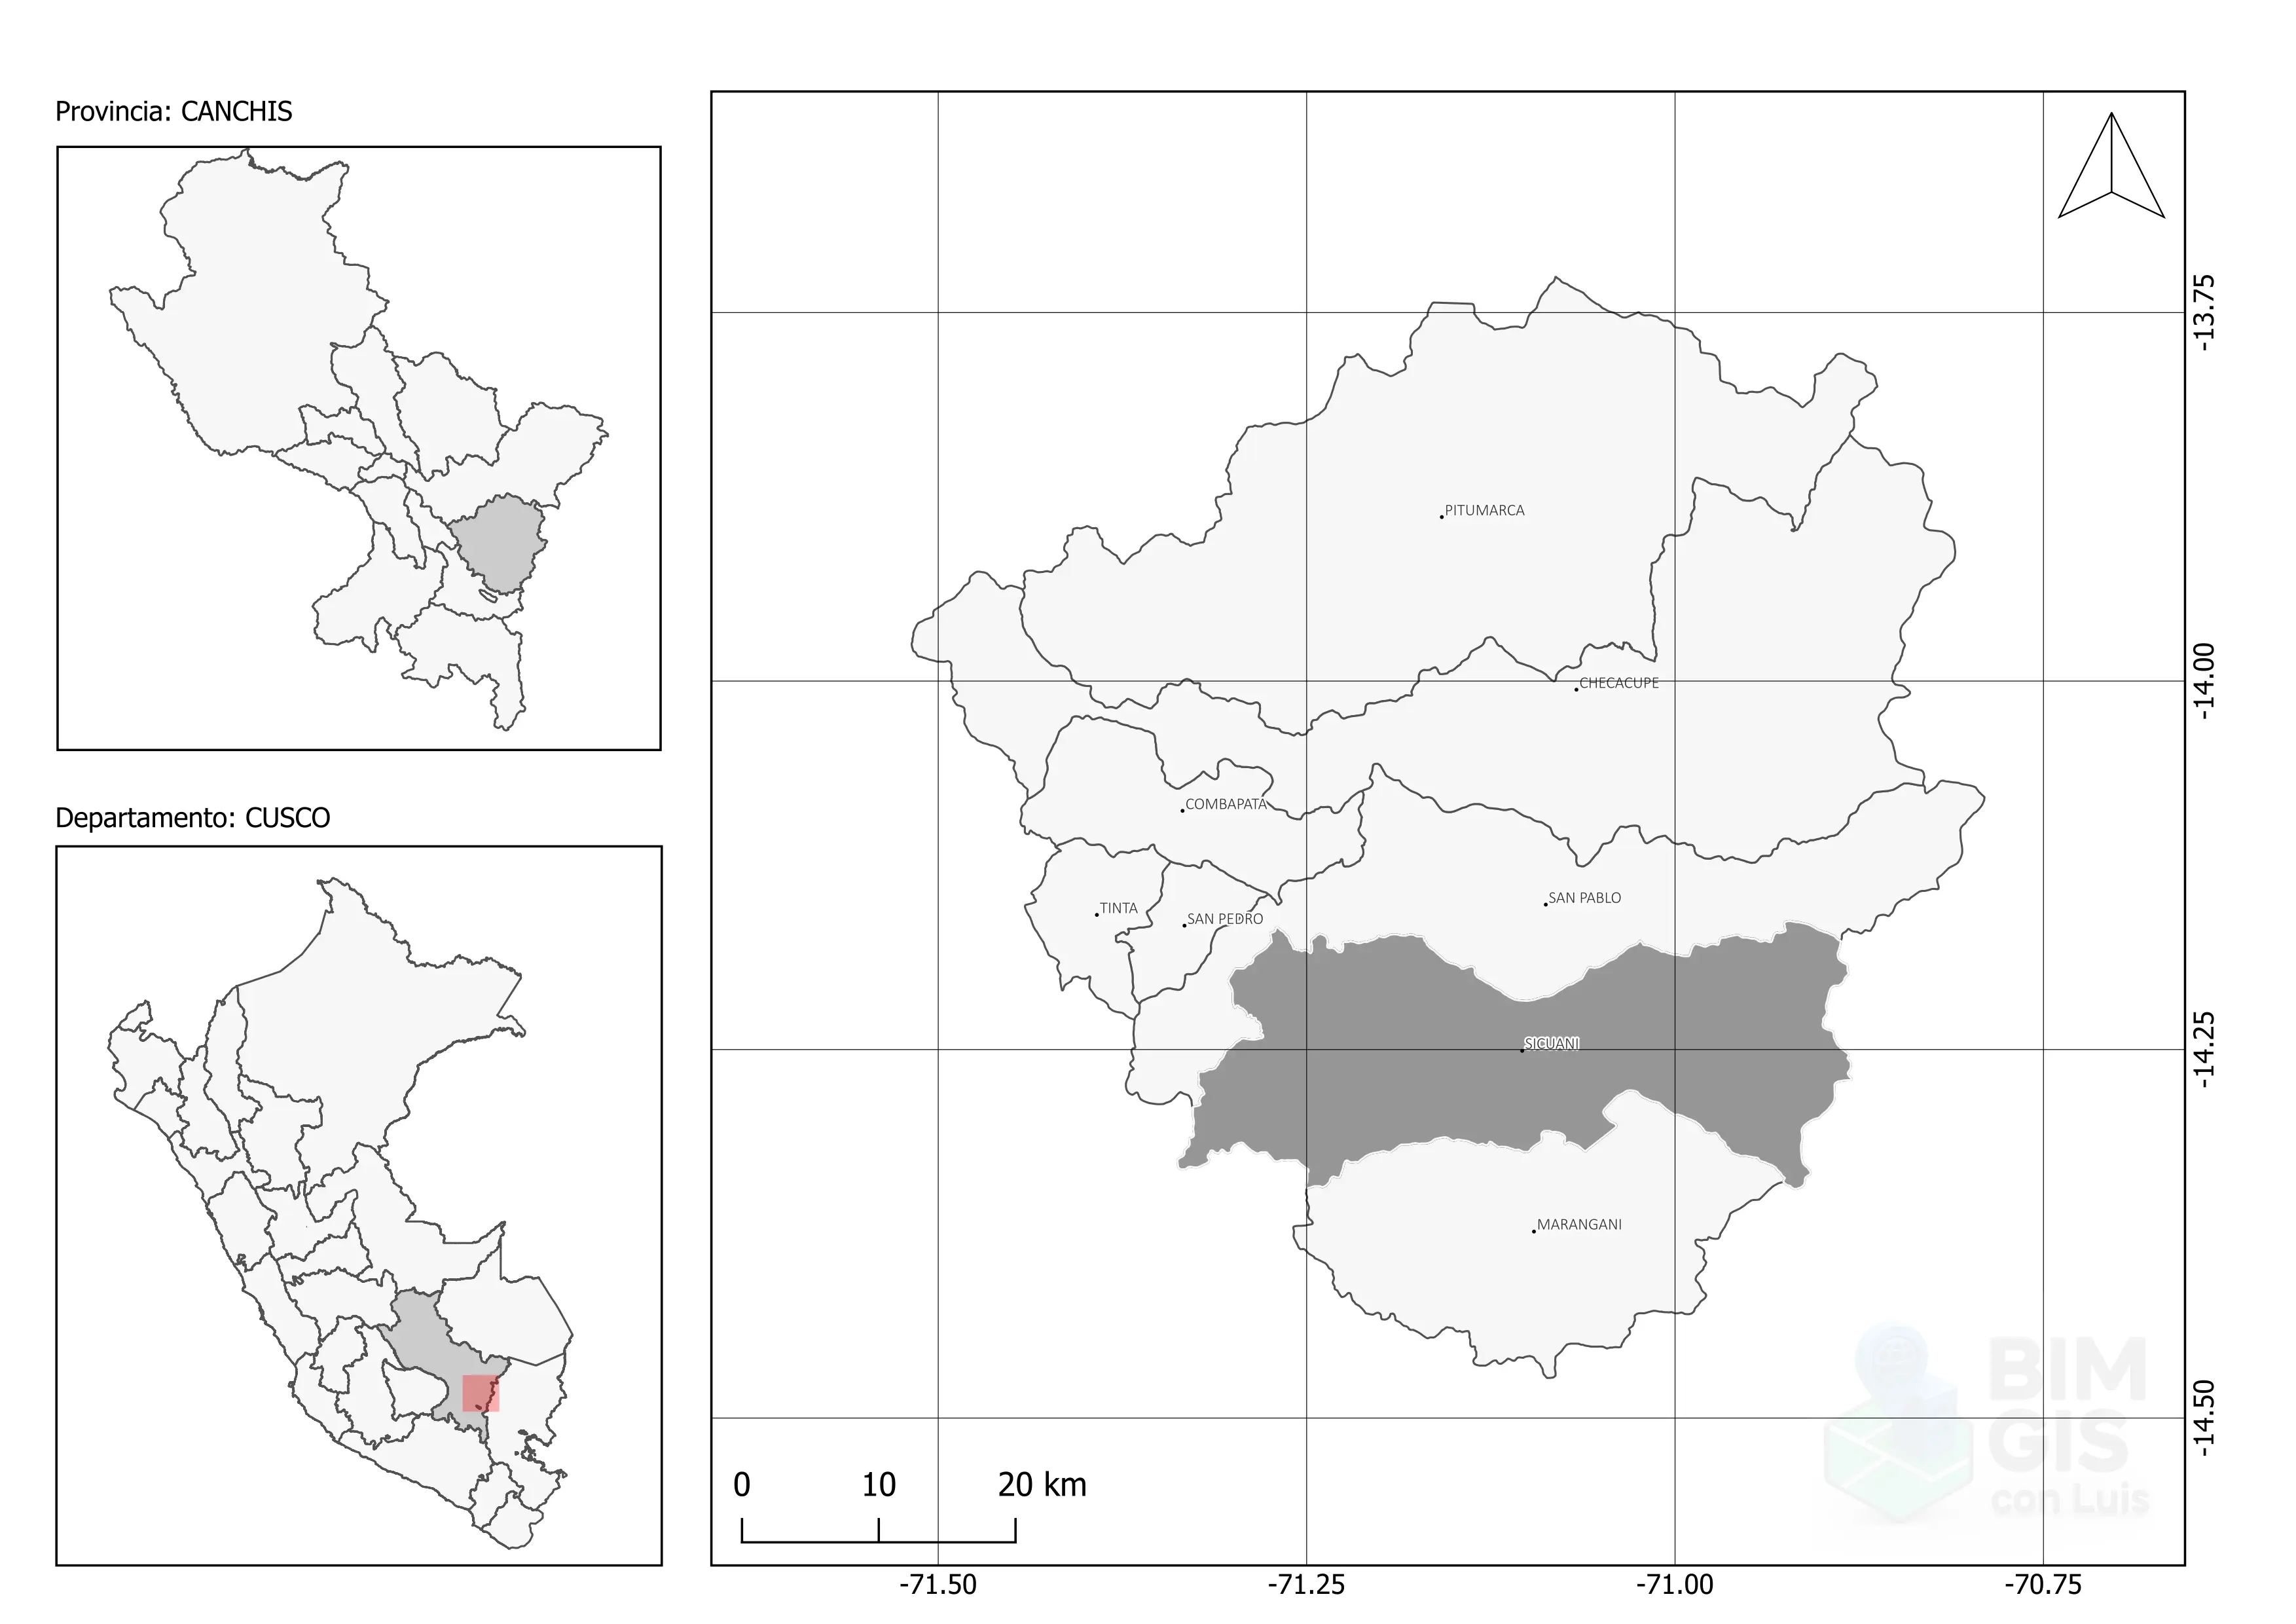 Provincia: CANCHIS
Departamento: CUSCO
PITUMARCA
CHECACUPE
COMBAPATA
TINTA
SAN PEDRO
SAN PABLO
SICUANI
MARANGANI
-13.75
-14.00
-14.25
-14.50
0 10 20 km
BIM
GIS
con Luis
-71.50 -71.25 -71.00 -70.75